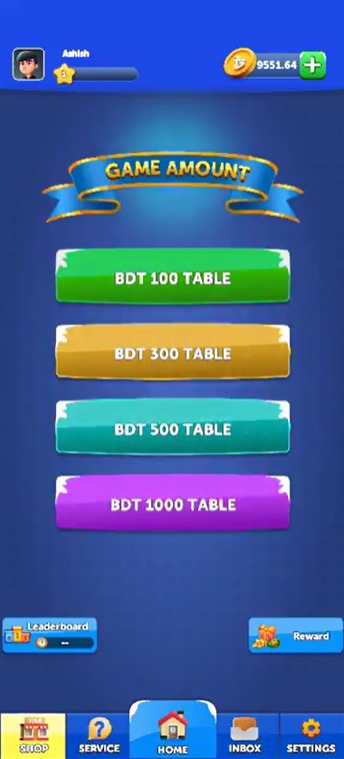 Ashish
9551.64
GAME AMOUNT
BDT 100 TABLE
BDT 300 TABLE
BDT 500 TABLE
BDT 1000 TABLE
Leaderboard
--
Reward
SHOP
SERVICE
HOME
INBOX
SETTINGS